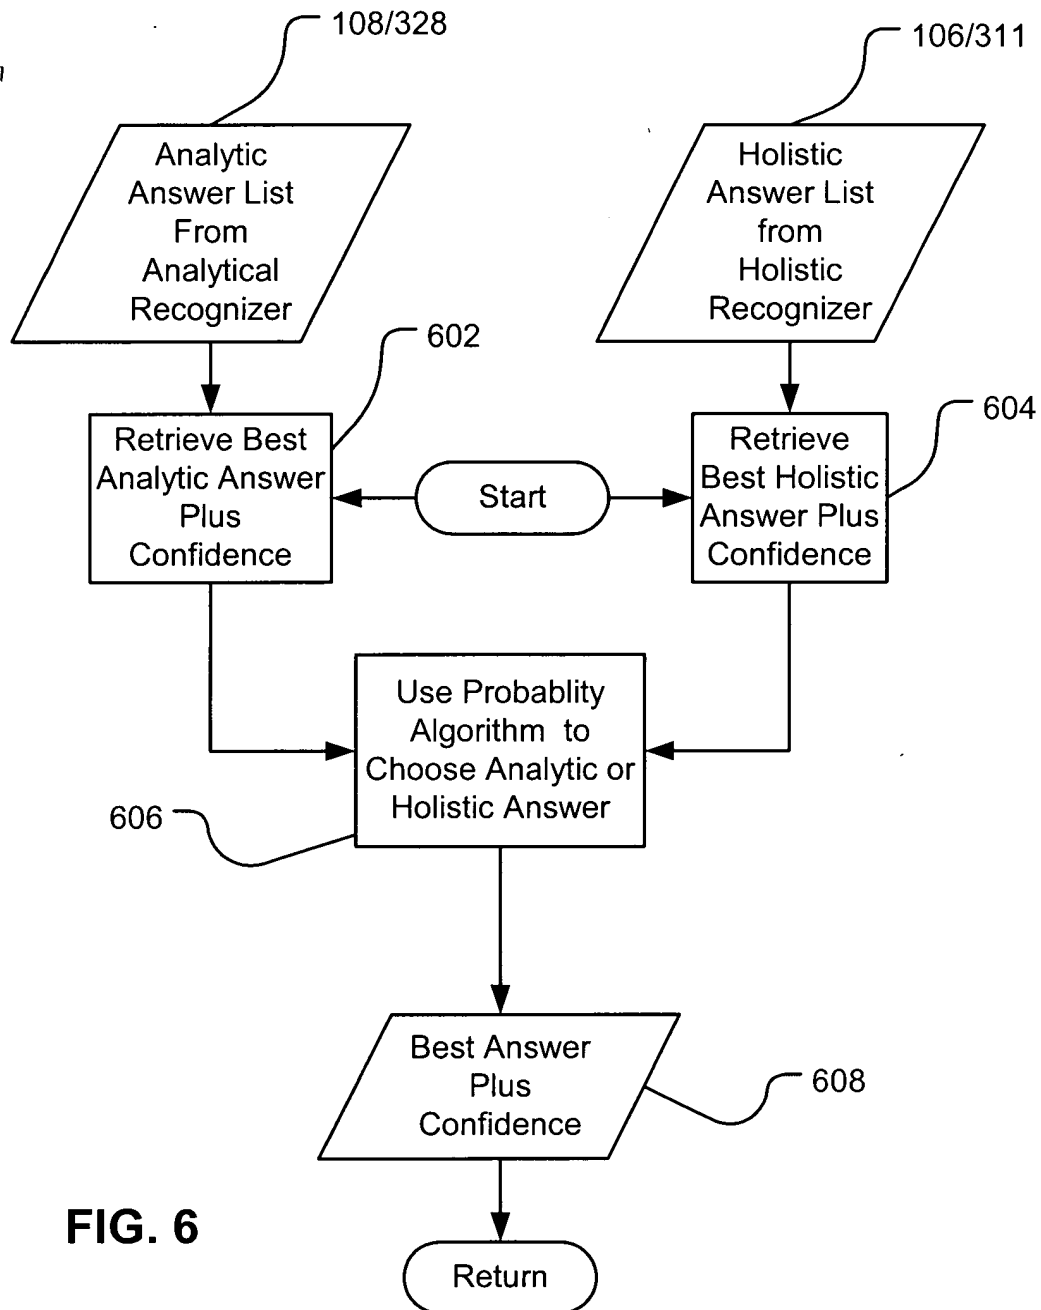 108/328
106/311
Analytic
Answer List
From
Analytical
Recognizer
Holistic
Answer List
from
Holistic
Recognizer
602
604
Retrieve Best
Analytic Answer
Plus
Confidence
Start
Retrieve
Best Holistic
Answer Plus
Confidence
Use Probablity
Algorithm to
Choose Analytic or
Holistic Answer
606
Best Answer
Plus
Confidence
608
FIG. 6
Return